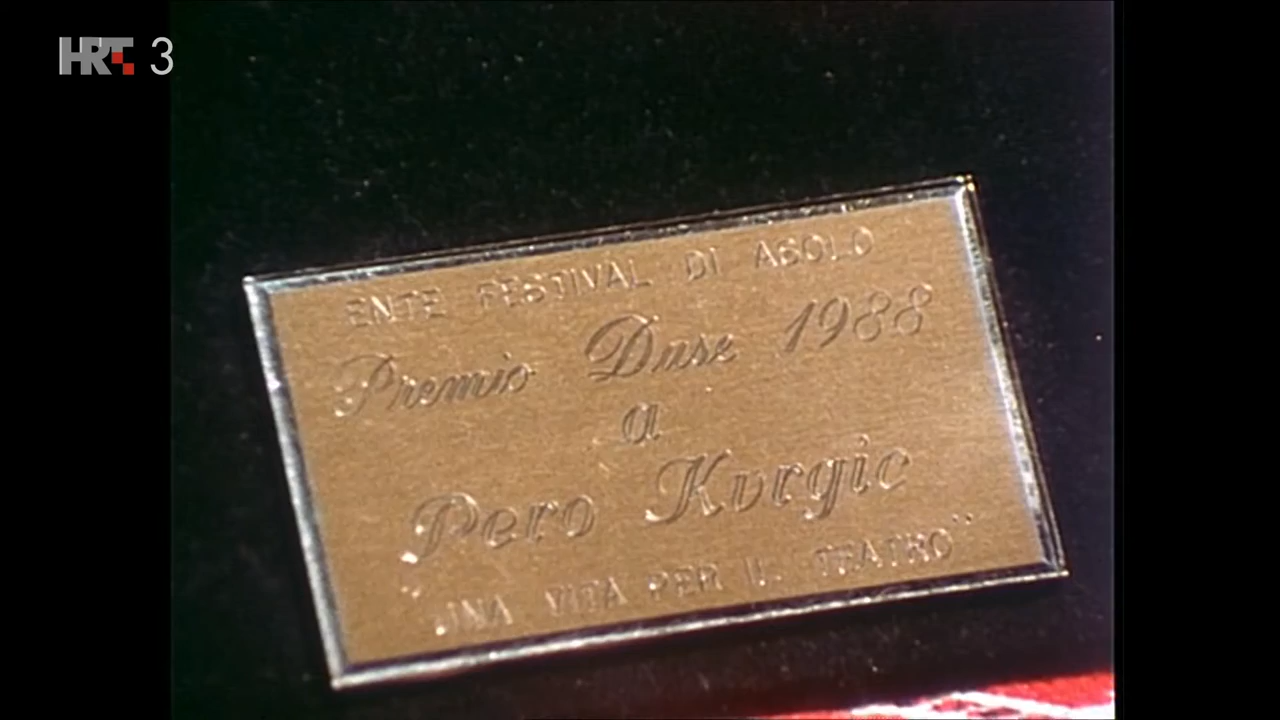 HRT 3
ENTE FESTIVAL DI ASOLO
Premio Duse 1988
a
Pero Kvrgic
"UNA VITA PER IL TEATRO"